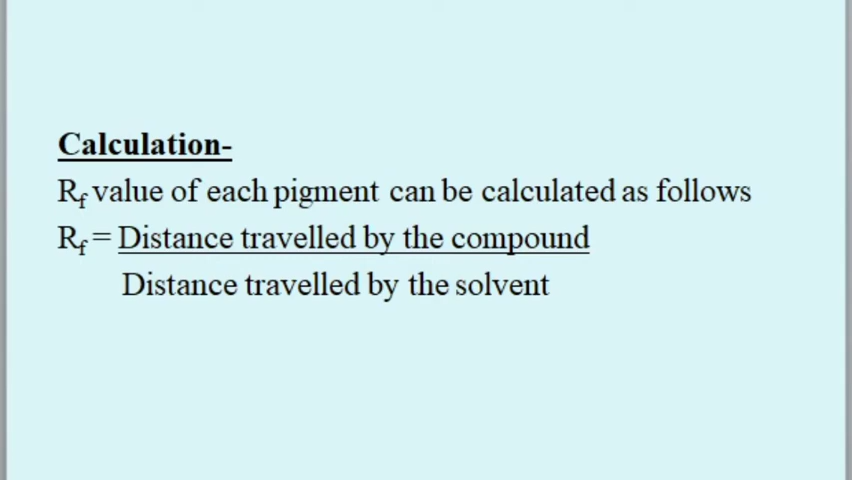 Calculation-
Rf value of each pigment can be calculated as follows
Rf = Distance travelled by the compound
Distance travelled by the solvent